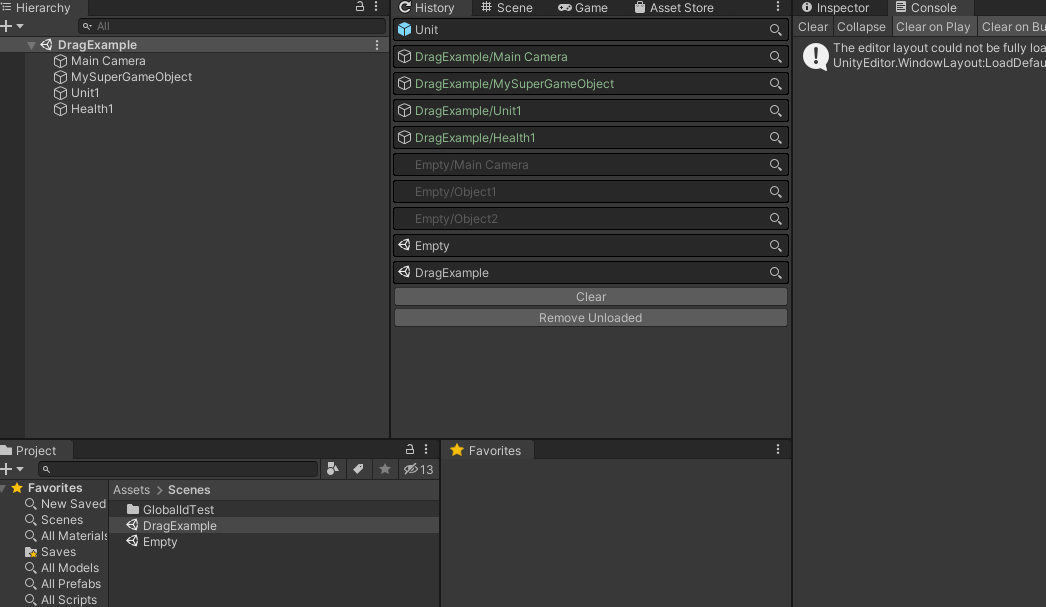 Hierarchy
All
DragExample
Main Camera
MySuperGameObject
Unit1
Health1
History
Scene
Game
Asset Store
Unit
DragExample/Main Camera
DragExample/MySuperGameObject
DragExample/Unit1
DragExample/Health1
Empty/Main Camera
Empty/Object1
Empty/Object2
Empty
DragExample
Clear
Remove Unloaded
Inspector
Console
Clear
Collapse
Clear on Play
Clear on Bu
The editor layout could not be fully loa
UnityEditor.WindowLayout:LoadDefau
Project
13
Favorites
New Saved
Scenes
All Materials
Saves
All Models
All Prefabs
All Scripts
Assets > Scenes
GlobalIdTest
DragExample
Empty
Favorites